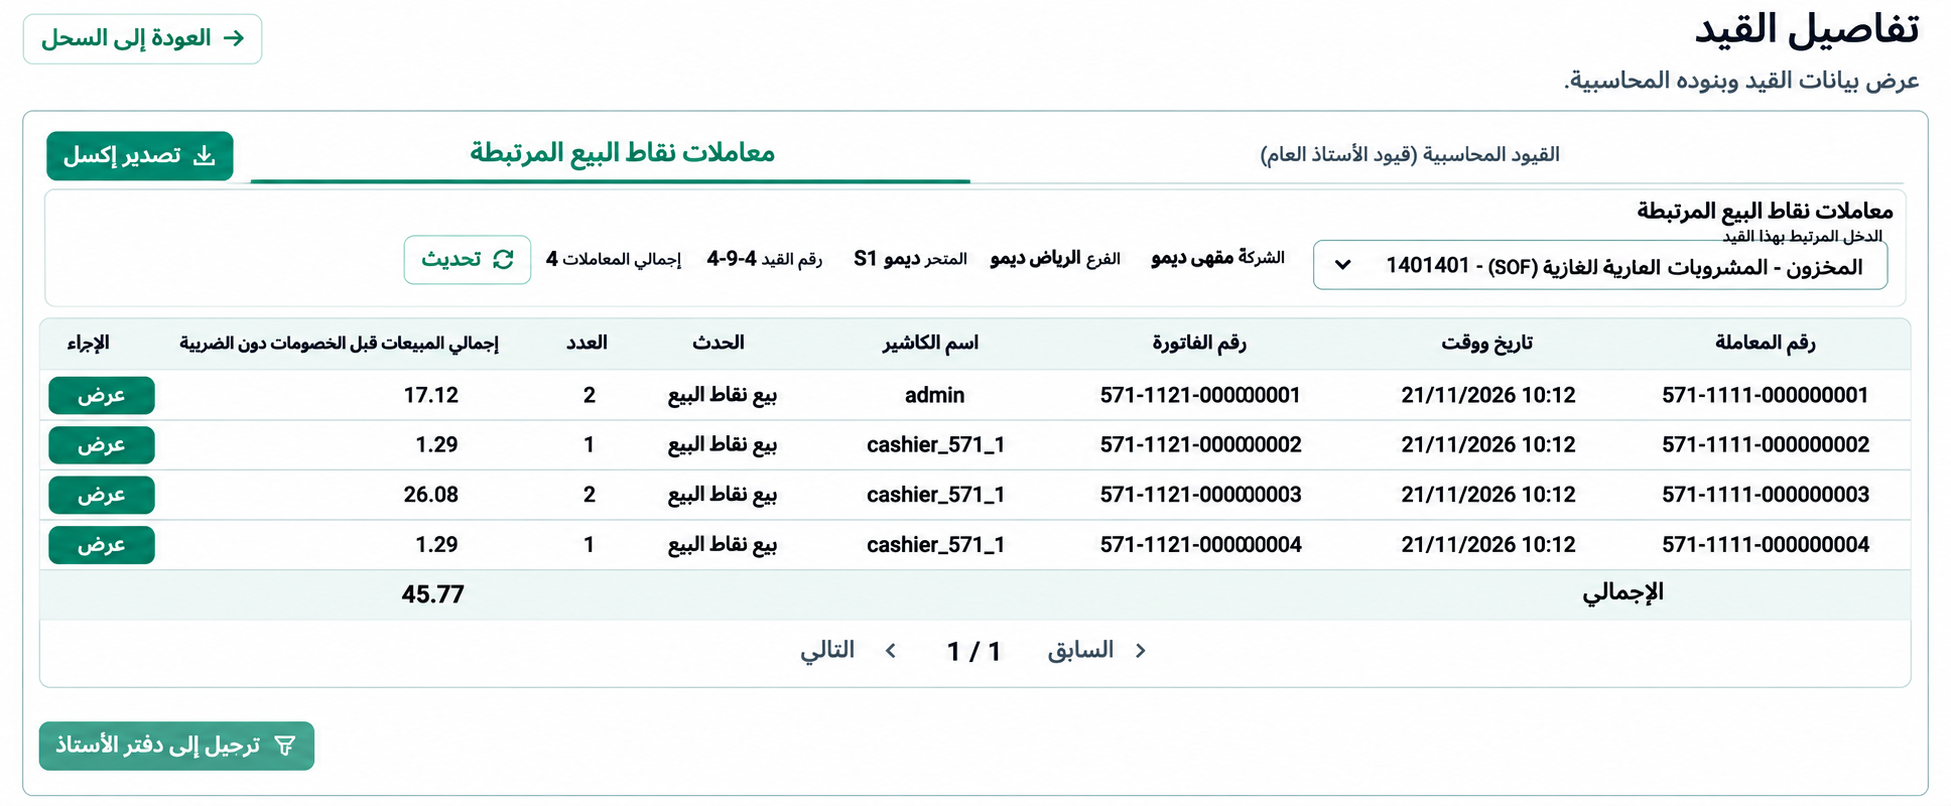 تفاصيل القيد
العودة إلى السحل
عرض بيانات القيد وبنوده المحاسبية.
القيود المحاسبية (قيود الأستاذ العام)
معاملات نقاط البيع المرتبطة
تصدير إكسل
معاملات نقاط البيع المرتبطة
الدخل المرتبط بهذا القيد
المخزون - المشروبات العارية لغازية (SOF) - 1401401
الشركة مقهى ديمو
الفرع الرياض ديمو
المتحر ديمو S1
رقم القيد 4-9-4
إجمالي المعاملات 4
تحديث
رقم المعاملة تاريخ ووقت رقم الفاتورة اسم الكاشير الحدث العدد إجمالي المبيعات قبل الخصومات دون الضريبة الإجراء
571-1111-000000001 21/11/2026 10:12 571-1121-000000001 admin بيع نقاط البيع 2 17.12 عرض
571-1111-000000002 21/11/2026 10:12 571-1121-000000002 cashier_571_1 بيع نقاط البيع 1 1.29 عرض
571-1111-000000003 21/11/2026 10:12 571-1121-000000003 cashier_571_1 بيع نقاط البيع 2 26.08 عرض
571-1111-000000004 21/11/2026 10:12 571-1121-000000004 cashier_571_1 بيع نقاط البيع 1 1.29 عرض
الإجمالي 45.77
السابق 1 / 1 التالي
ترجيل إلى دفتر الأستاذ